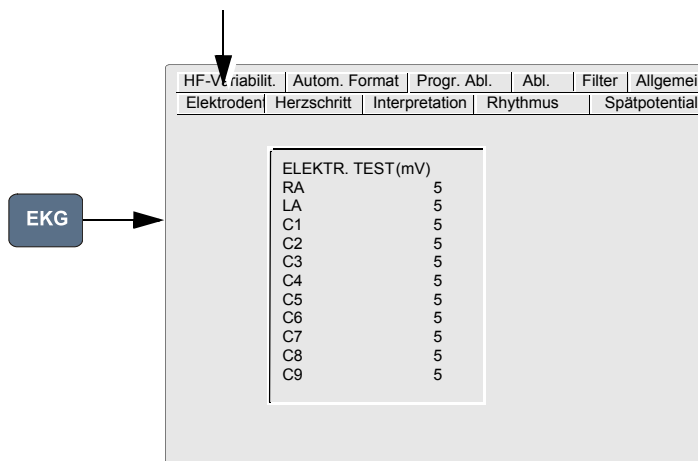 HF-Variabilit. Autom. Format Progr. Abl. Abl. Filter Allgemei
Elektrodent Herzschritt Interpretation Rhythmus Spätpotential
ELEKTR. TEST(mV)
RA 5
LA 5
C1 5
C2 5
C3 5
C4 5
C5 5
C6 5
C7 5
C8 5
C9 5
EKG